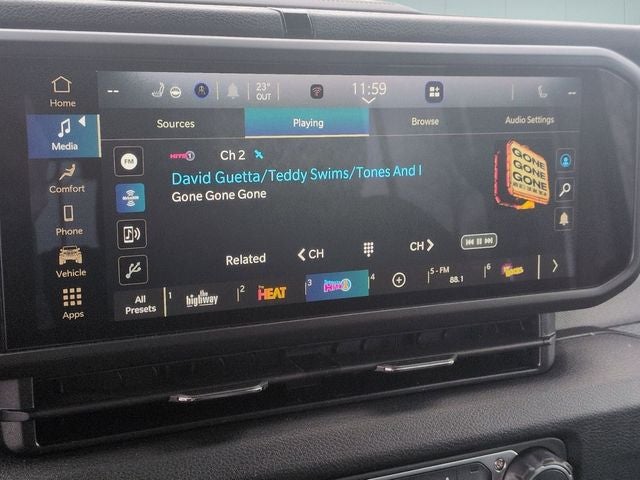 Home
Media
Comfort
Phone
Vehicle
Apps
--
23°
OUT
11:59
--
Sources
Playing
Browse
Audio Settings
FM
HITS 1
Ch 2
David Guetta/Teddy Swims/Tones And I
Gone Gone Gone
GONE
GONE
GONE
Related
CH
CH
All
Presets
1
the
highway
2
HEAT
3
HITS 1
4
5 - FM
88.1
6